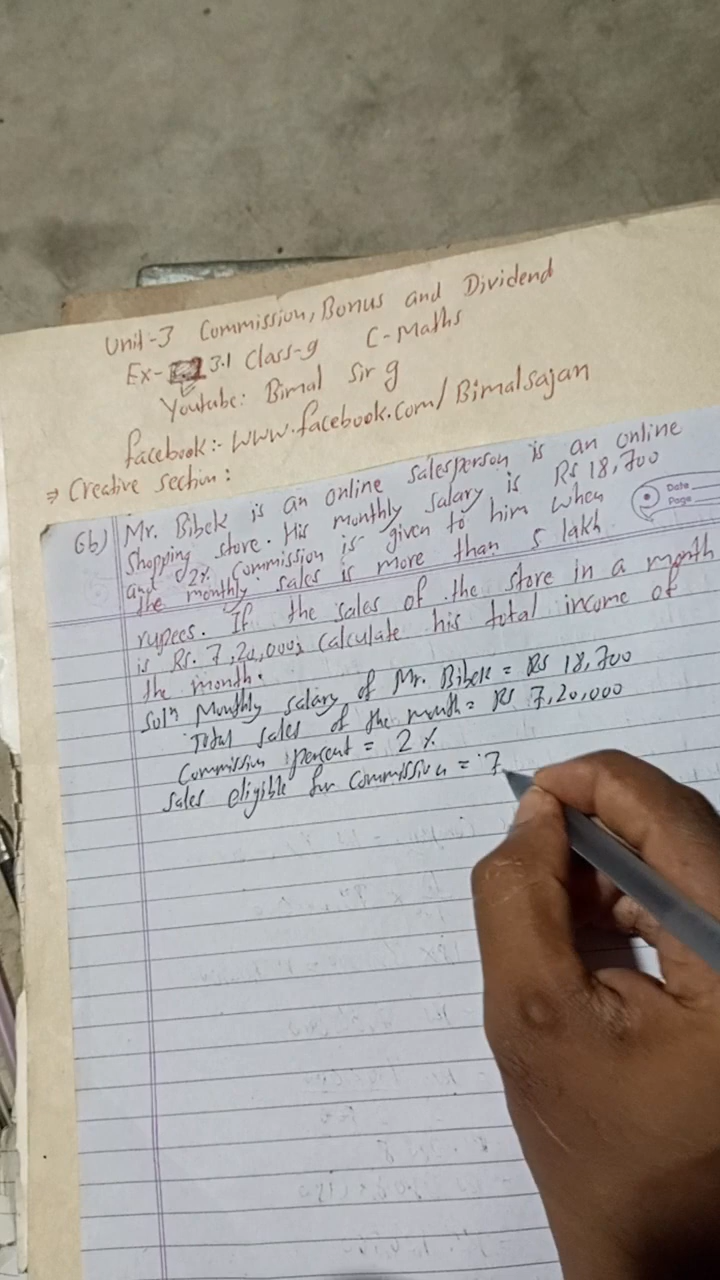 Unit-3 Commission, Bonus and Dividend
Ex- 3.1 Class-9 C-Maths
Youtube: Bimal Sir g
facebook:- www.facebook.com/Bimalsajan
⇒ Creative section:
6b) Mr. Bibek is an online salesperson is an online
shopping store. His monthly salary is Rs 18,700
and 2% commission is given to him when
the monthly sales is more than 5 lakh
Date
Page
rupees. If the sales of the store in a month
is Rs. 7,20,000, calculate his total income of
the month.
Solⁿ Monthly salary of Mr. Bibek = Rs 18,700
Total sales of the month = Rs 7,20,000
Commission percent = 2%
Sales eligible for commission = 7